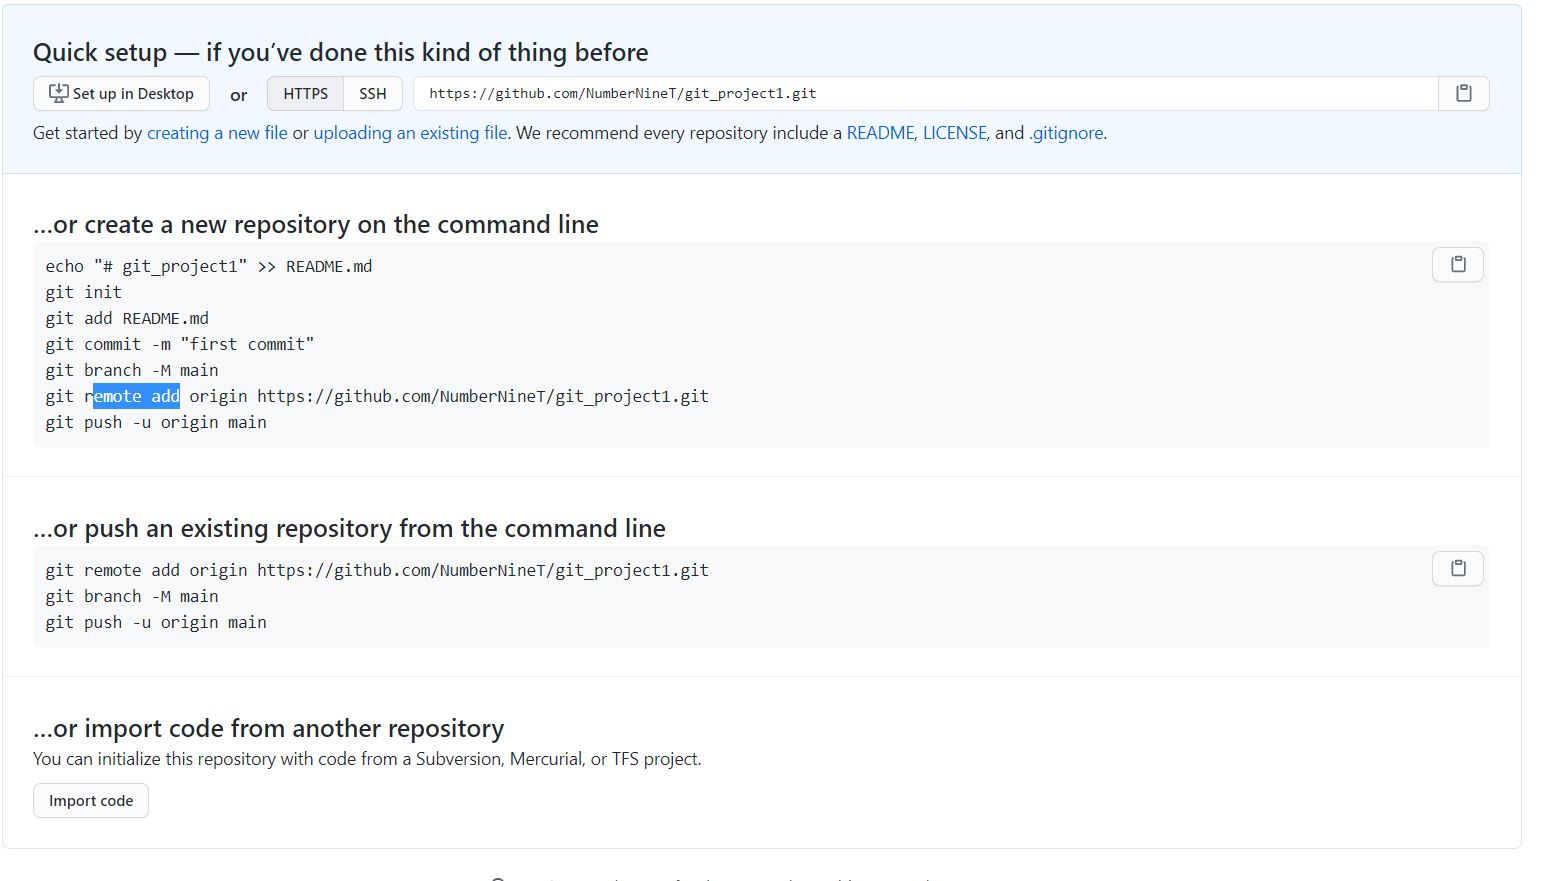 Quick setup — if you’ve done this kind of thing before
Set up in Desktop or HTTPS SSH https://github.com/NumberNineT/git_project1.git
Get started by creating a new file or uploading an existing file. We recommend every repository include a README, LICENSE, and .gitignore.
…or create a new repository on the command line
echo "# git_project1" >> README.md
git init
git add README.md
git commit -m "first commit"
git branch -M main
git remote add origin https://github.com/NumberNineT/git_project1.git
git push -u origin main
…or push an existing repository from the command line
git remote add origin https://github.com/NumberNineT/git_project1.git
git branch -M main
git push -u origin main
…or import code from another repository
You can initialize this repository with code from a Subversion, Mercurial, or TFS project.
Import code